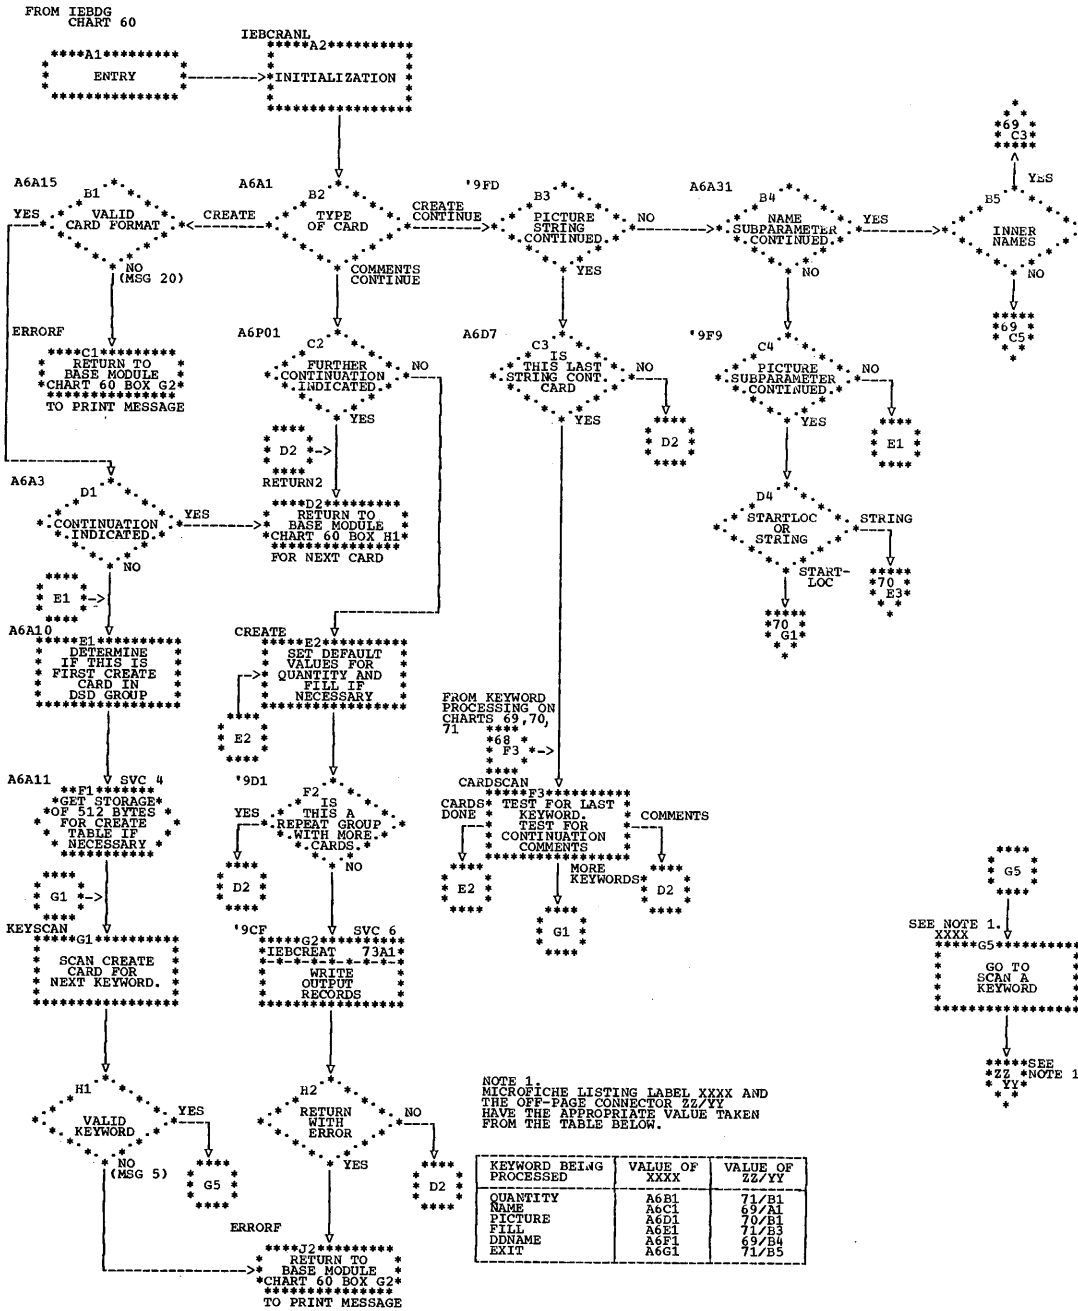 FROM IEBDG
CHART 60
A1
ENTRY
IEBCRANL
A2
INITIALIZATION
69
C3
A6A15
B1
VALID
CARD FORMAT
YES
NO
(MSG 20)
A6A1
B2
TYPE
OF CARD
CREATE
CREATE
CONTINUE
COMMENTS
CONTINUE
'9FD
B3
PICTURE
STRING
CONTINUED
NO
YES
A6A31
B4
NAME
SUBPARAMETER
CONTINUED
YES
NO
B5
INNER
NAMES
YES
NO
69
C5
ERRORF
C1
RETURN TO
BASE MODULE
CHART 60 BOX G2
TO PRINT MESSAGE
A6P01
C2
FURTHER
CONTINUATION
INDICATED
NO
YES
A6D7
C3
IS
THIS LAST
STRING CONT
CARD
NO
YES
D2
'9F9
C4
PICTURE
SUBPARAMETER
CONTINUED
NO
YES
E1
D2
RETURN2
D2
RETURN TO
BASE MODULE
CHART 60 BOX H1
FOR NEXT CARD
A6A3
D1
CONTINUATION
INDICATED
YES
NO
D4
STARTLOC
OR
STRING
STRING
START-
LOC
70
E3
70
G1
E1
A6A10
E1
DETERMINE
IF THIS IS
FIRST CREATE
CARD IN
DSD GROUP
CREATE
E2
SET DEFAULT
VALUES FOR
QUANTITY AND
FILL IF
NECESSARY
E2
FROM KEYWORD
PROCESSING ON
CHARTS 69,70,
71
68
F3
A6A11
SVC 4
F1
GET STORAGE
OF 512 BYTES
FOR CREATE
TABLE IF
NECESSARY
'9D1
F2
IS
THIS A
REPEAT GROUP
WITH MORE
CARDS.
YES
NO
D2
CARDSCAN
F3
TEST FOR LAST
KEYWORD.
TEST FOR
CONTINUATION
COMMENTS
CARDS
DONE
COMMENTS
MORE
KEYWORDS
E2
G1
D2
G1
KEYSCAN
G1
SCAN CREATE
CARD FOR
NEXT KEYWORD.
'9CF
SVC 6
G2
IEBCREAT 73A1
WRITE
OUTPUT
RECORDS
G5
SEE NOTE 1.
XXXX
G5
GO TO
SCAN A
KEYWORD
ZZ
YY
SEE
NOTE 1
H1
VALID
KEYWORD
YES
NO
(MSG 5)
G5
H2
RETURN
WITH
ERROR
NO
YES
D2
ERRORF
J2
RETURN TO
BASE MODULE
CHART 60 BOX G2
TO PRINT MESSAGE
NOTE 1.
MICROFICHE LISTING LABEL XXXX AND
THE OFF-PAGE CONNECTOR ZZ/YY
HAVE THE APPROPRIATE VALUE TAKEN
FROM THE TABLE BELOW.
KEYWORD BEING PROCESSED VALUE OF XXXX VALUE OF ZZ/YY
QUANTITY A6B1 71/B1
NAME A6C1 69/A1
PICTURE A6D1 70/B1
FILL A6E1 71/B3
DDNAME A6F1 69/B4
EXIT A6G1 71/B5